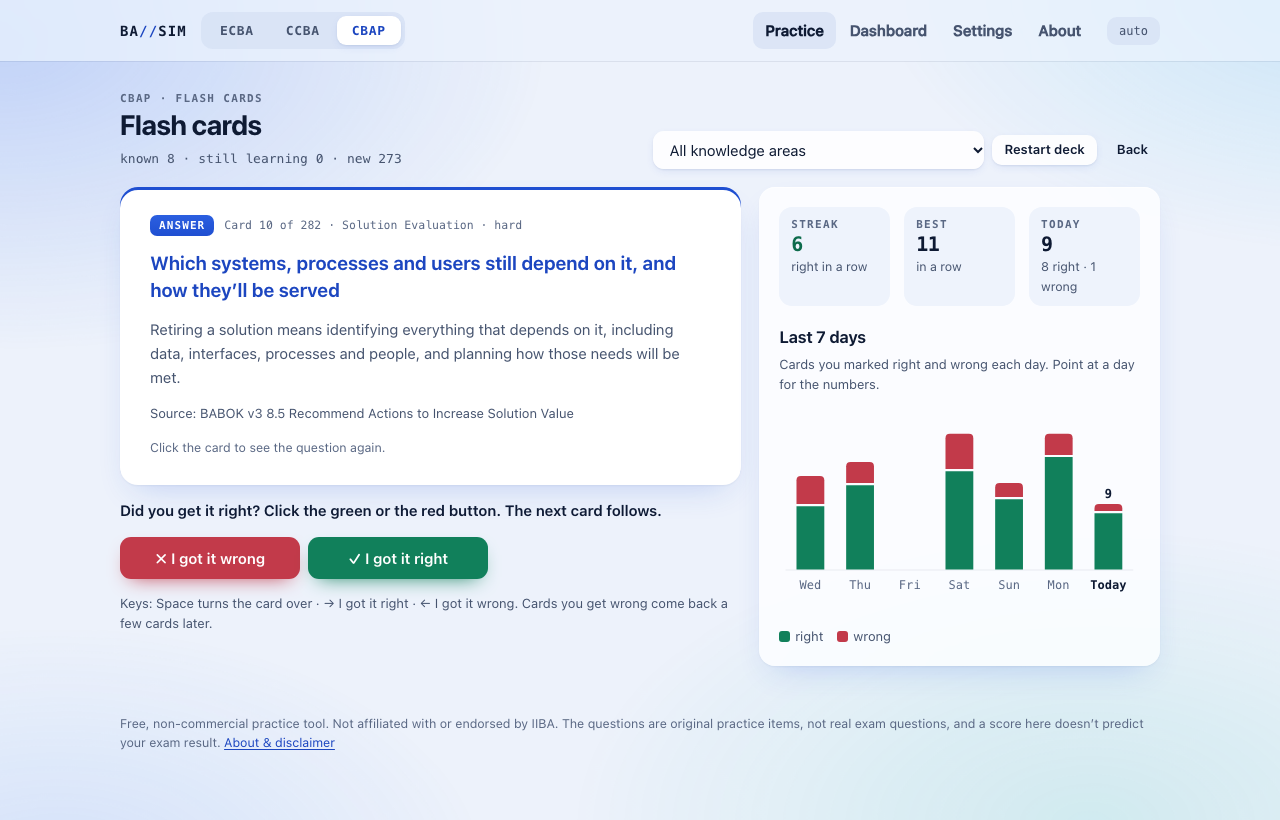 BA//SIM
ECBA
CCBA
CBAP
Practice
Dashboard
Settings
About
auto
CBAP · FLASH CARDS
Flash cards
known 8 · still learning 0 · new 273
All knowledge areas
Restart deck
Back
ANSWER
Card 10 of 282 · Solution Evaluation · hard
Which systems, processes and users still depend on it, and
how they’ll be served
Retiring a solution means identifying everything that depends on it, including
data, interfaces, processes and people, and planning how those needs will be
met.
Source: BABOK v3 8.5 Recommend Actions to Increase Solution Value
Click the card to see the question again.
Did you get it right? Click the green or the red button. The next card follows.
✕ I got it wrong
✓ I got it right
Keys: Space turns the card over · → I got it right · ← I got it wrong. Cards you get wrong come back a
few cards later.
STREAK
6
right in a row
BEST
11
in a row
TODAY
9
8 right · 1
wrong
Last 7 days
Cards you marked right and wrong each day. Point at a day
for the numbers.
9
Wed
Thu
Fri
Sat
Sun
Mon
Today
right
wrong
Free, non-commercial practice tool. Not affiliated with or endorsed by IIBA. The questions are original practice items, not real exam questions, and a score here doesn’t predict
your exam result. About & disclaimer